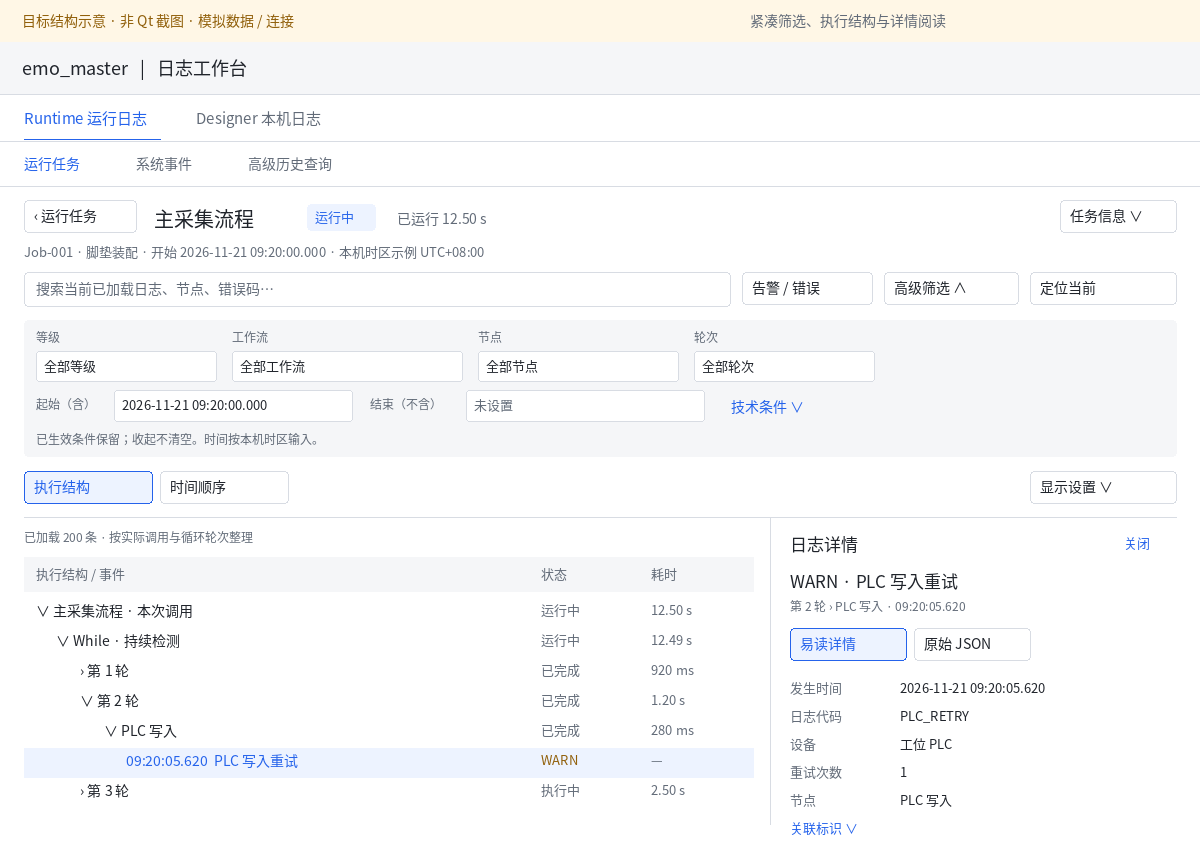 目标结构示意 · 非 Qt 截图 · 模拟数据 / 连接 紧凑筛选、执行结构与详情阅读
emo_master | 日志工作台
Runtime 运行日志 Designer 本机日志
运行任务 系统事件 高级历史查询
‹ 运行任务 主采集流程 运行中 已运行 12.50 s 任务信息 ∨
Job-001 · 脚垫装配 · 开始 2026-11-21 09:20:00.000 · 本机时区示例 UTC+08:00
搜索当前已加载日志、节点、错误码… 告警 / 错误 高级筛选 ∧ 定位当前
等级 工作流 节点 轮次
全部等级 全部工作流 全部节点 全部轮次
起始（含） 2026-11-21 09:20:00.000 结束（不含） 未设置 技术条件 ∨
已生效条件保留；收起不清空。时间按本机时区输入。
执行结构 时间顺序 显示设置 ∨
已加载 200 条 · 按实际调用与循环轮次整理
执行结构 / 事件 状态 耗时
∨ 主采集流程 · 本次调用 运行中 12.50 s
∨ While · 持续检测 运行中 12.49 s
› 第 1 轮 已完成 920 ms
∨ 第 2 轮 已完成 1.20 s
∨ PLC 写入 已完成 280 ms
09:20:05.620 PLC 写入重试 WARN —
› 第 3 轮 执行中 2.50 s
日志详情 关闭
WARN · PLC 写入重试
第 2 轮 › PLC 写入 · 09:20:05.620
易读详情 原始 JSON
发生时间 2026-11-21 09:20:05.620
日志代码 PLC_RETRY
设备 工位 PLC
重试次数 1
节点 PLC 写入
关联标识 ∨